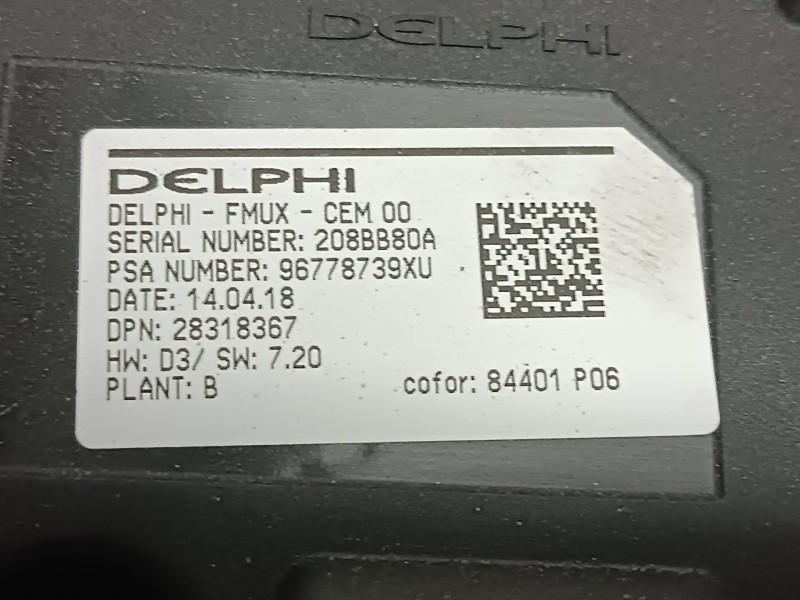 DELPHI
DELPHI
DELPHI - FMUX - CEM 00
SERIAL NUMBER: 208BB80A
PSA NUMBER: 96778739XU
DATE: 14.04.18
DPN: 28318367
HW: D3/ SW: 7.20
PLANT: B
cofor: 84401 P06